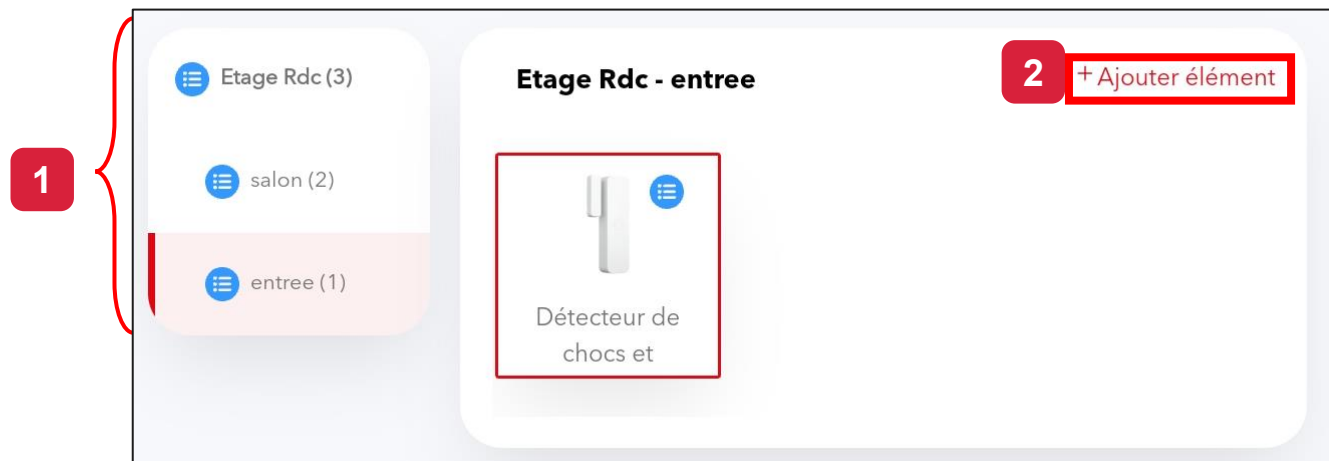 1
Etage Rdc (3)
salon (2)
entree (1)
Etage Rdc - entree
2
+ Ajouter élément
Détecteur de
chocs et